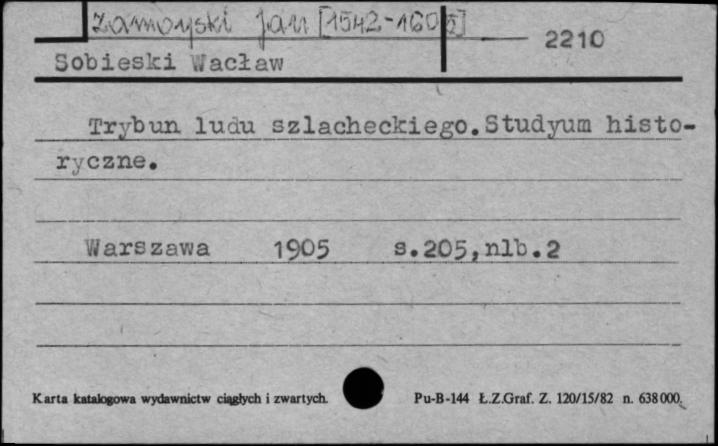 Zamoyski Jan [1542-1605]
2210
Sobieski Wacław
Trybun ludu szlacheckiego.Studyum histo-
ryczne.
Warszawa 1905 s.205,nlb.2
Karta katalogowa wydawnictw ciągłych i zwartych. Pu-B-144 Ł.Z.Graf. Z. 120/15/82 n. 638000.